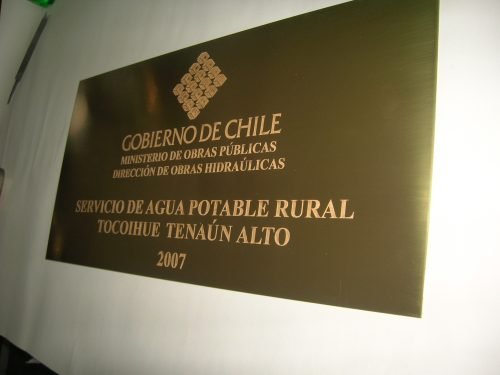 GOBIERNO DE CHILE
MINISTERIO DE OBRAS PÚBLICAS
DIRECCIÓN DE OBRAS HIDRAÚLICAS
SERVICIO DE AGUA POTABLE RURAL
TOCOIHUE TENAÚN ALTO
2007